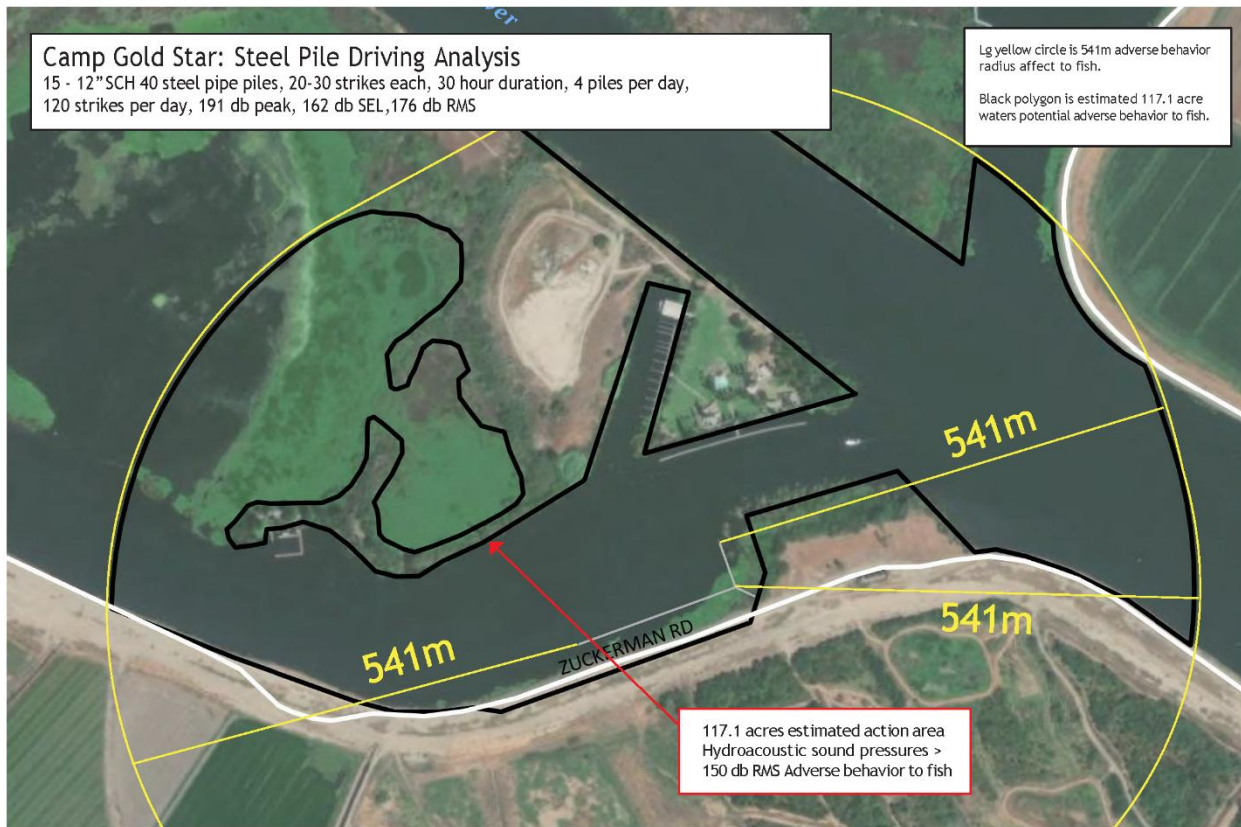 ver
Camp Gold Star: Steel Pile Driving Analysis
15 - 12" SCH 40 steel pipe piles, 20-30 strikes each, 30 hour duration, 4 piles per day,
120 strikes per day, 191 db peak, 162 db SEL,176 db RMS
Lg yellow circle is 541m adverse behavior
radius affect to fish.
Black polygon is estimated 117.1 acre
waters potential adverse behavior to fish.
541m
541m
541m
ZUCKERMAN RD
117.1 acres estimated action area
Hydroacoustic sound pressures >
150 db RMS Adverse behavior to fish